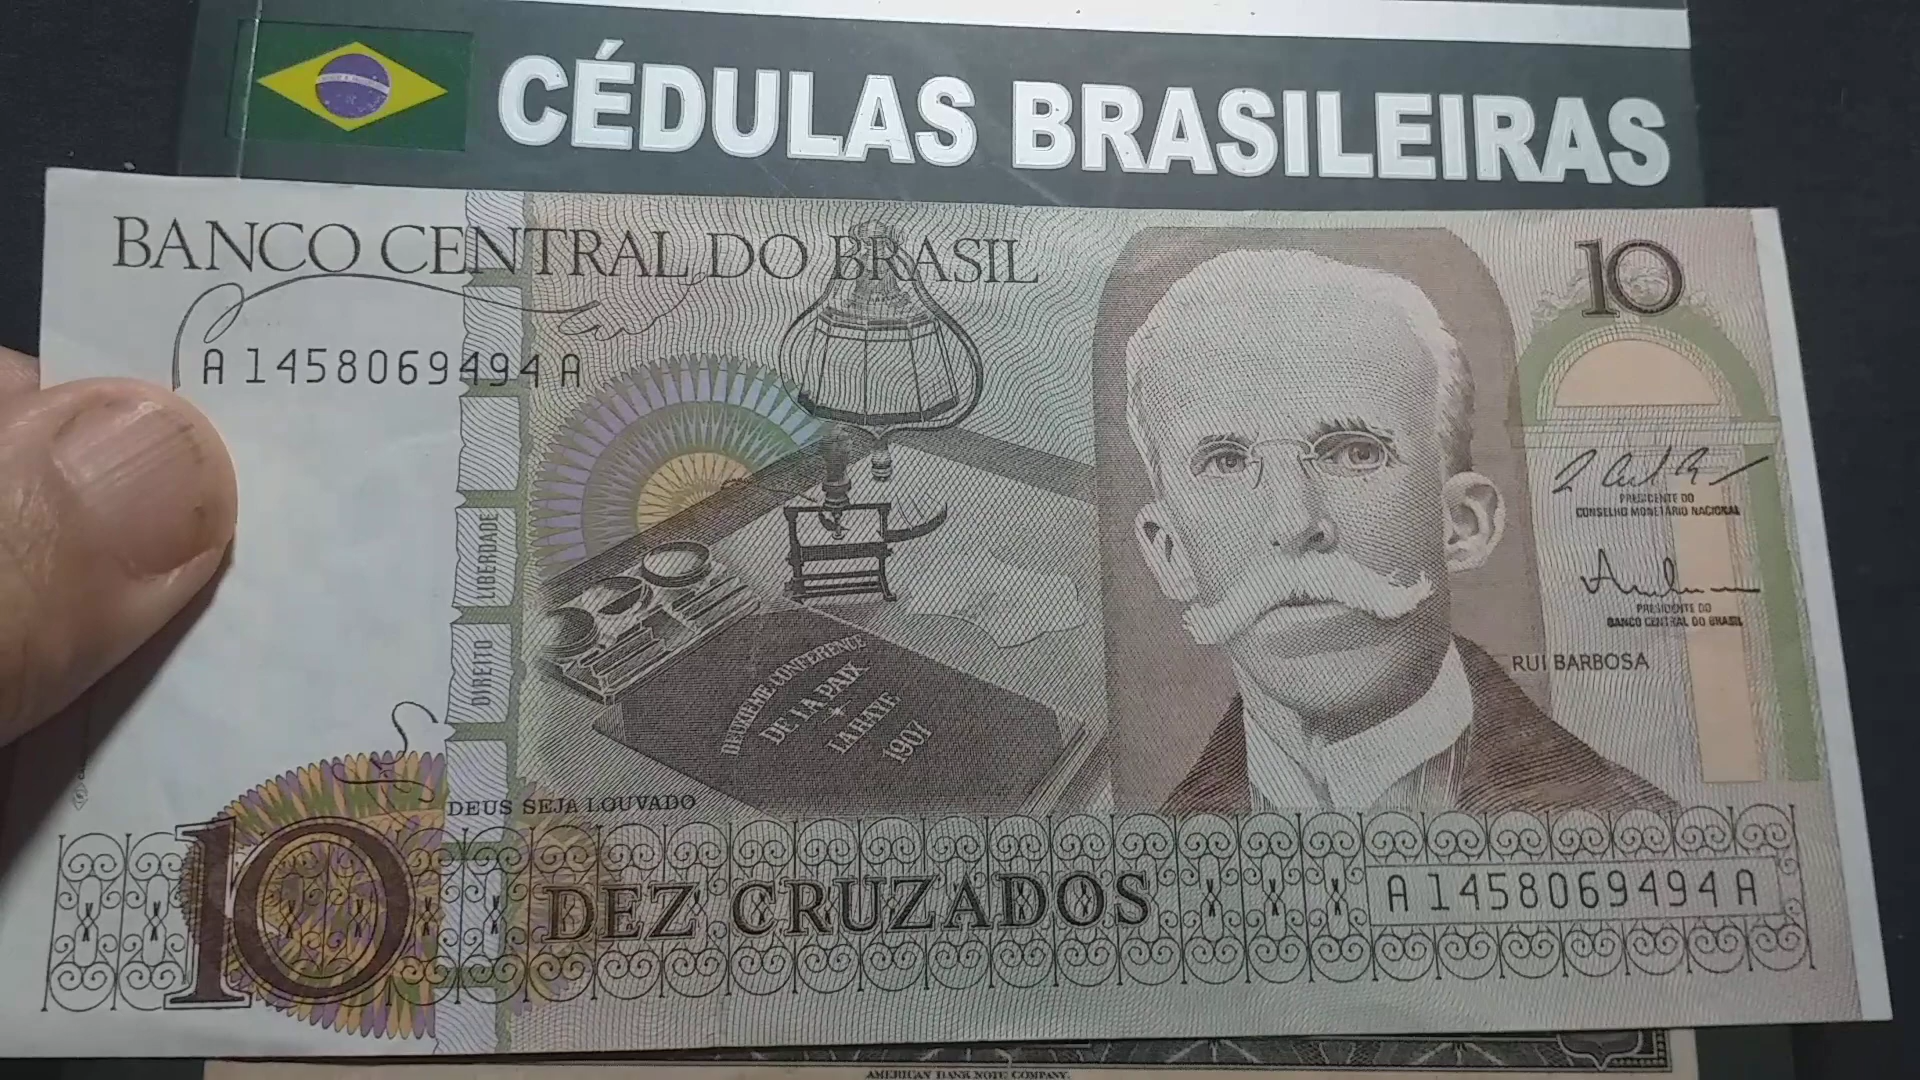 CÉDULAS BRASILEIRAS
BANCO CENTRAL DO BRASIL
10
A 1458069494 A
PRESIDENTE DO
CONSELHO MONETÁRIO NACIONAL
LIBERDADE
PRESIDENTE DO
BANCO CENTRAL DO BRASIL
DIREITO
RUI BARBOSA
DEUXIEME CONFERENCE
DE LA PAIX
LA HAYE
1907
DEUS SEJA LOUVADO
10
DEZ CRUZADOS
A 1458069494 A
AMERICAN BANK NOTE COMPANY.